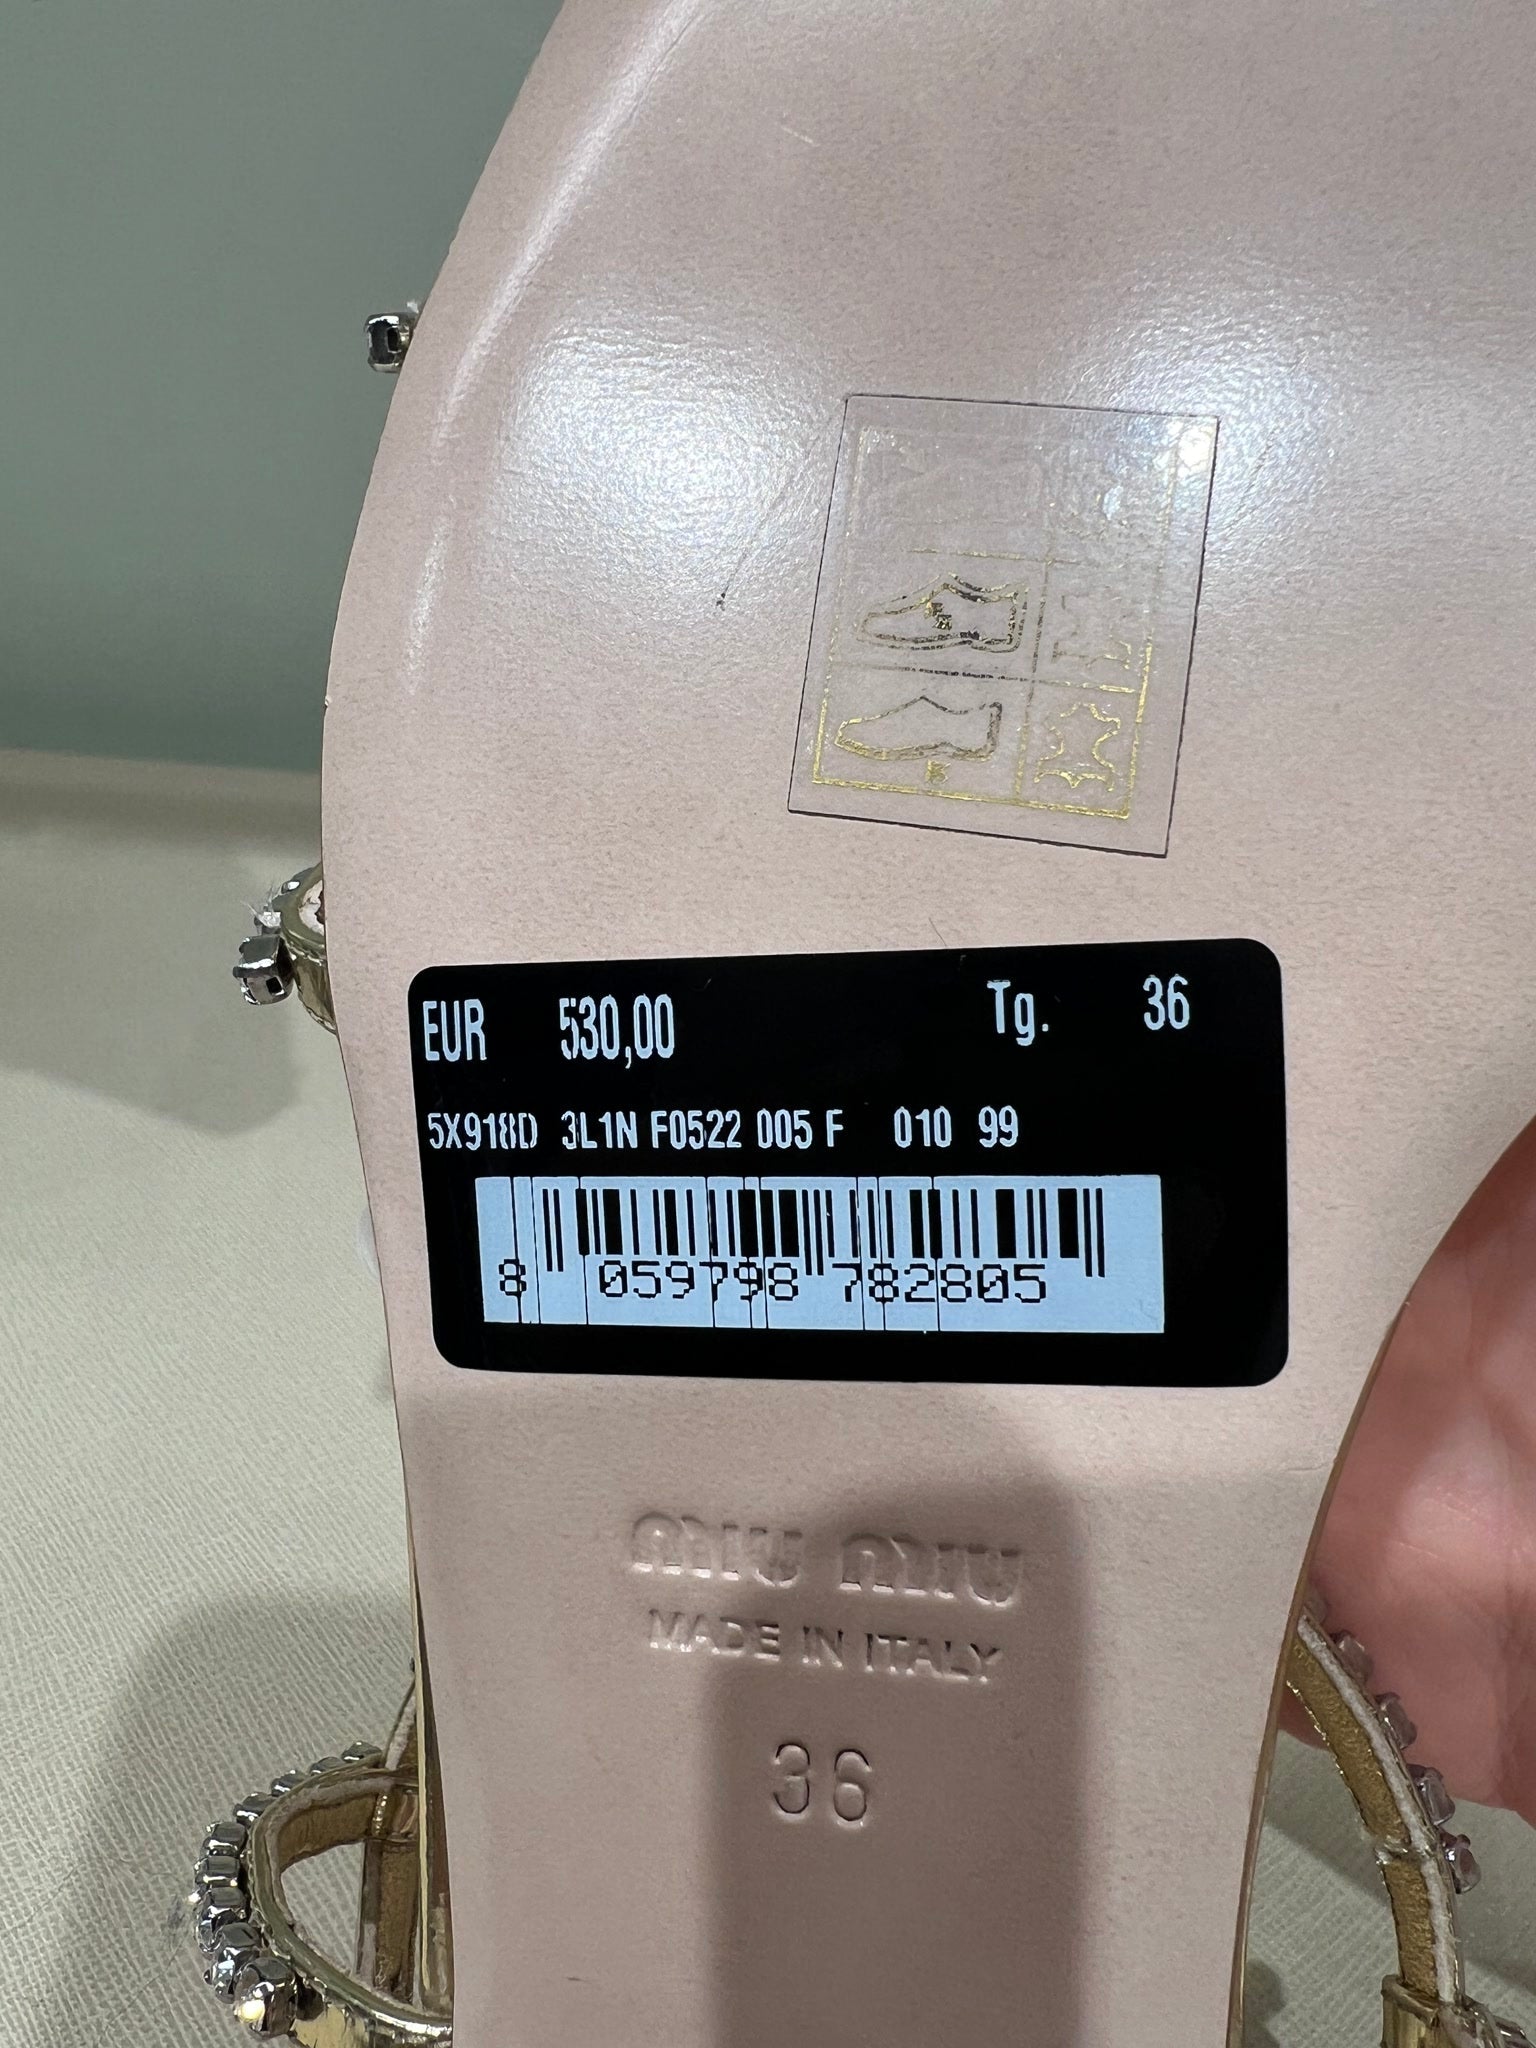 EUR 530,00 Tg. 36
5X918D 3L1N F0522 005 F 010 99
8 059798 782805
miu miu
MADE IN ITALY
36